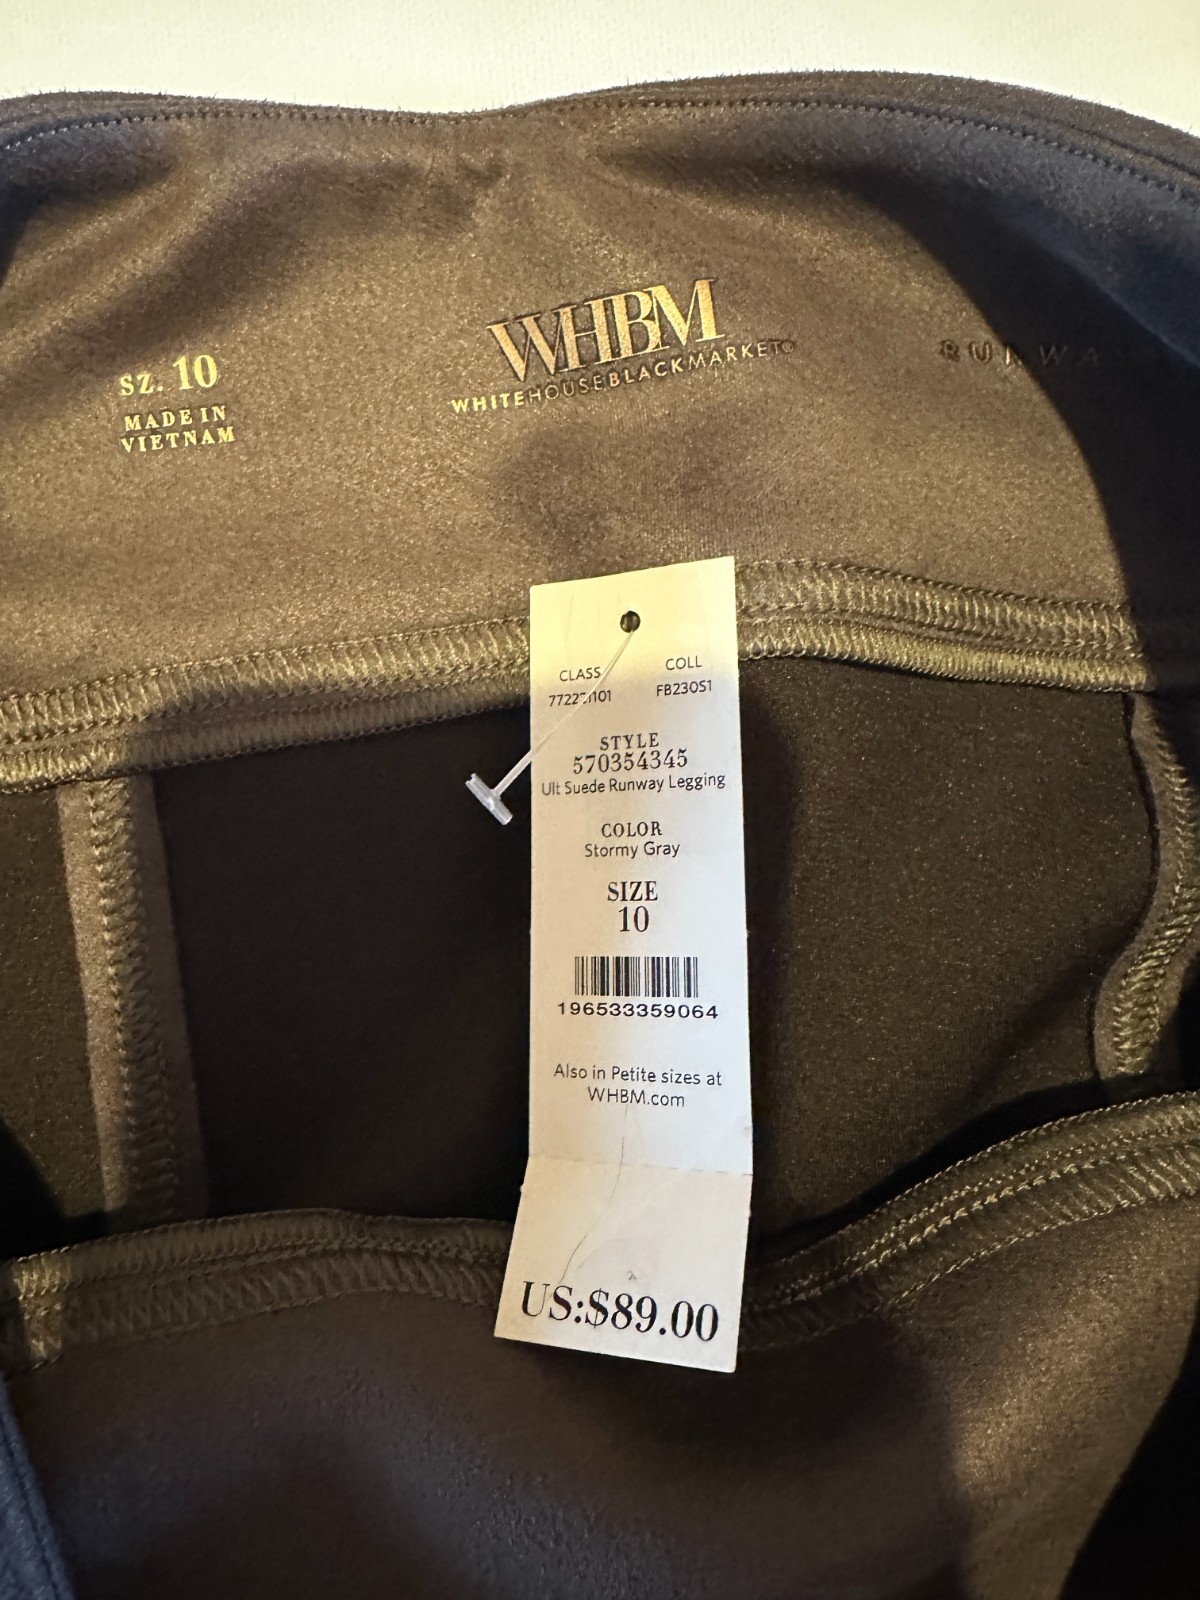 SZ. 10
MADE IN
VIETNAM
WHBM
WHITEHOUSEBLACKMARKET®
CLASS COLL
FB230S1
STYLE
570354345
Ult Suede Runway Legging
COLOR
Stormy Gray
SIZE
10
196533359064
Also in Petite sizes at
WHBM.com
US:$89.00